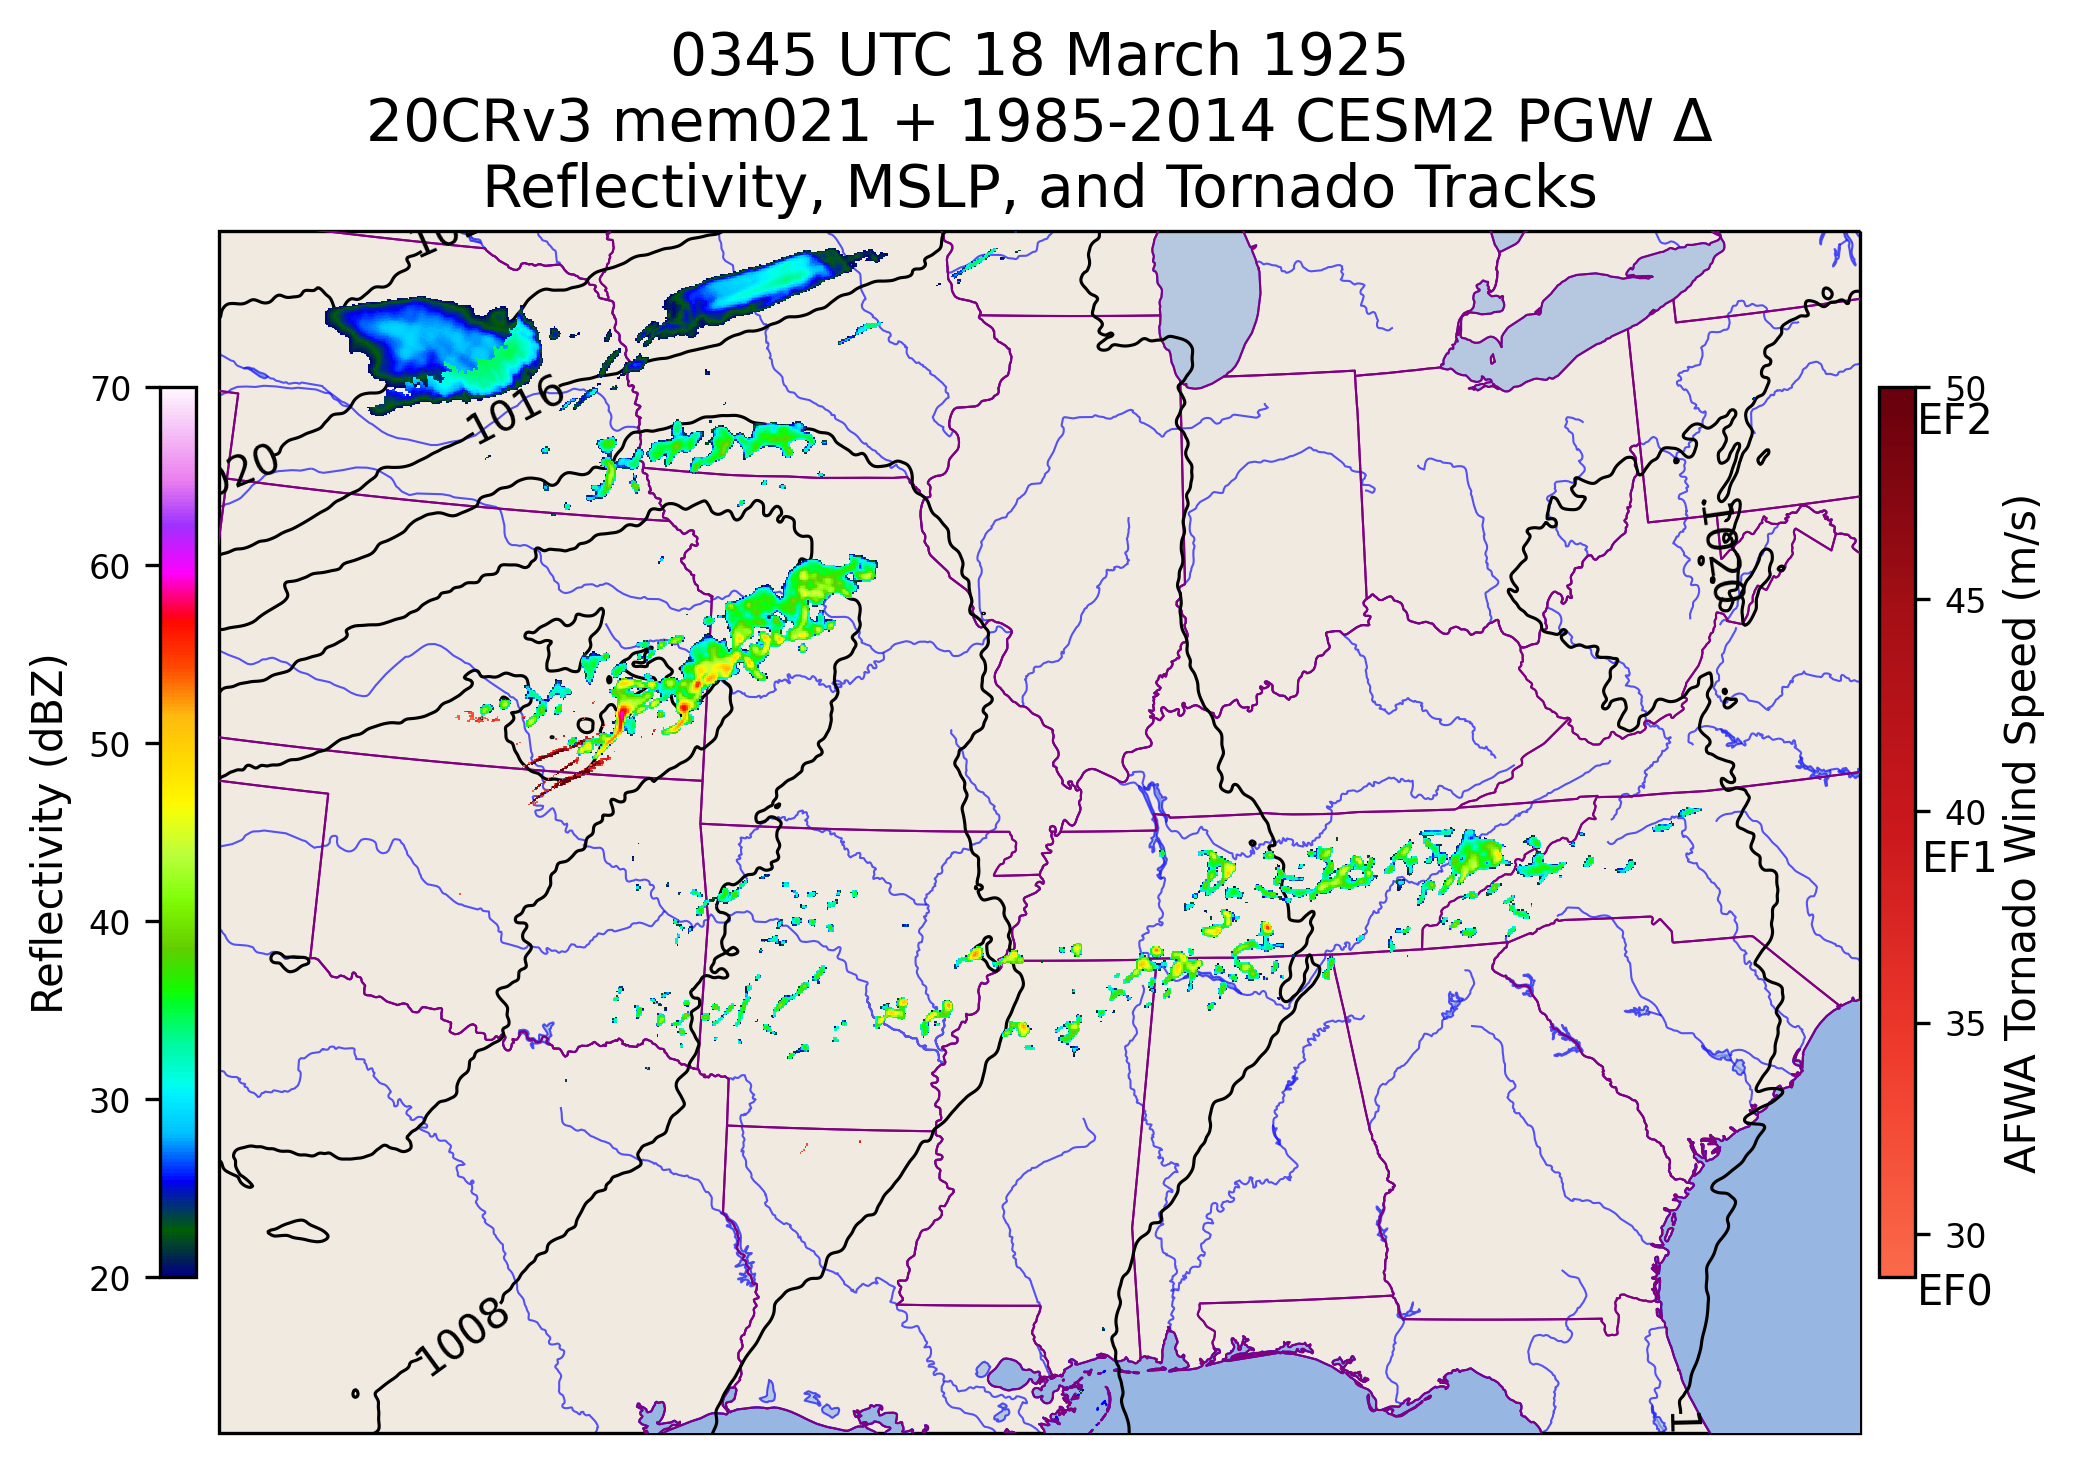 0345 UTC 18 March 1925
20CRv3 mem021 + 1985-2014 CESM2 PGW Δ
Reflectivity, MSLP, and Tornado Tracks
70
60
50
40
30
20
Reflectivity (dBZ)
1016
1020
1008
50
EF2
45
40
EF1
35
30
EF0
AFWA Tornado Wind Speed (m/s)